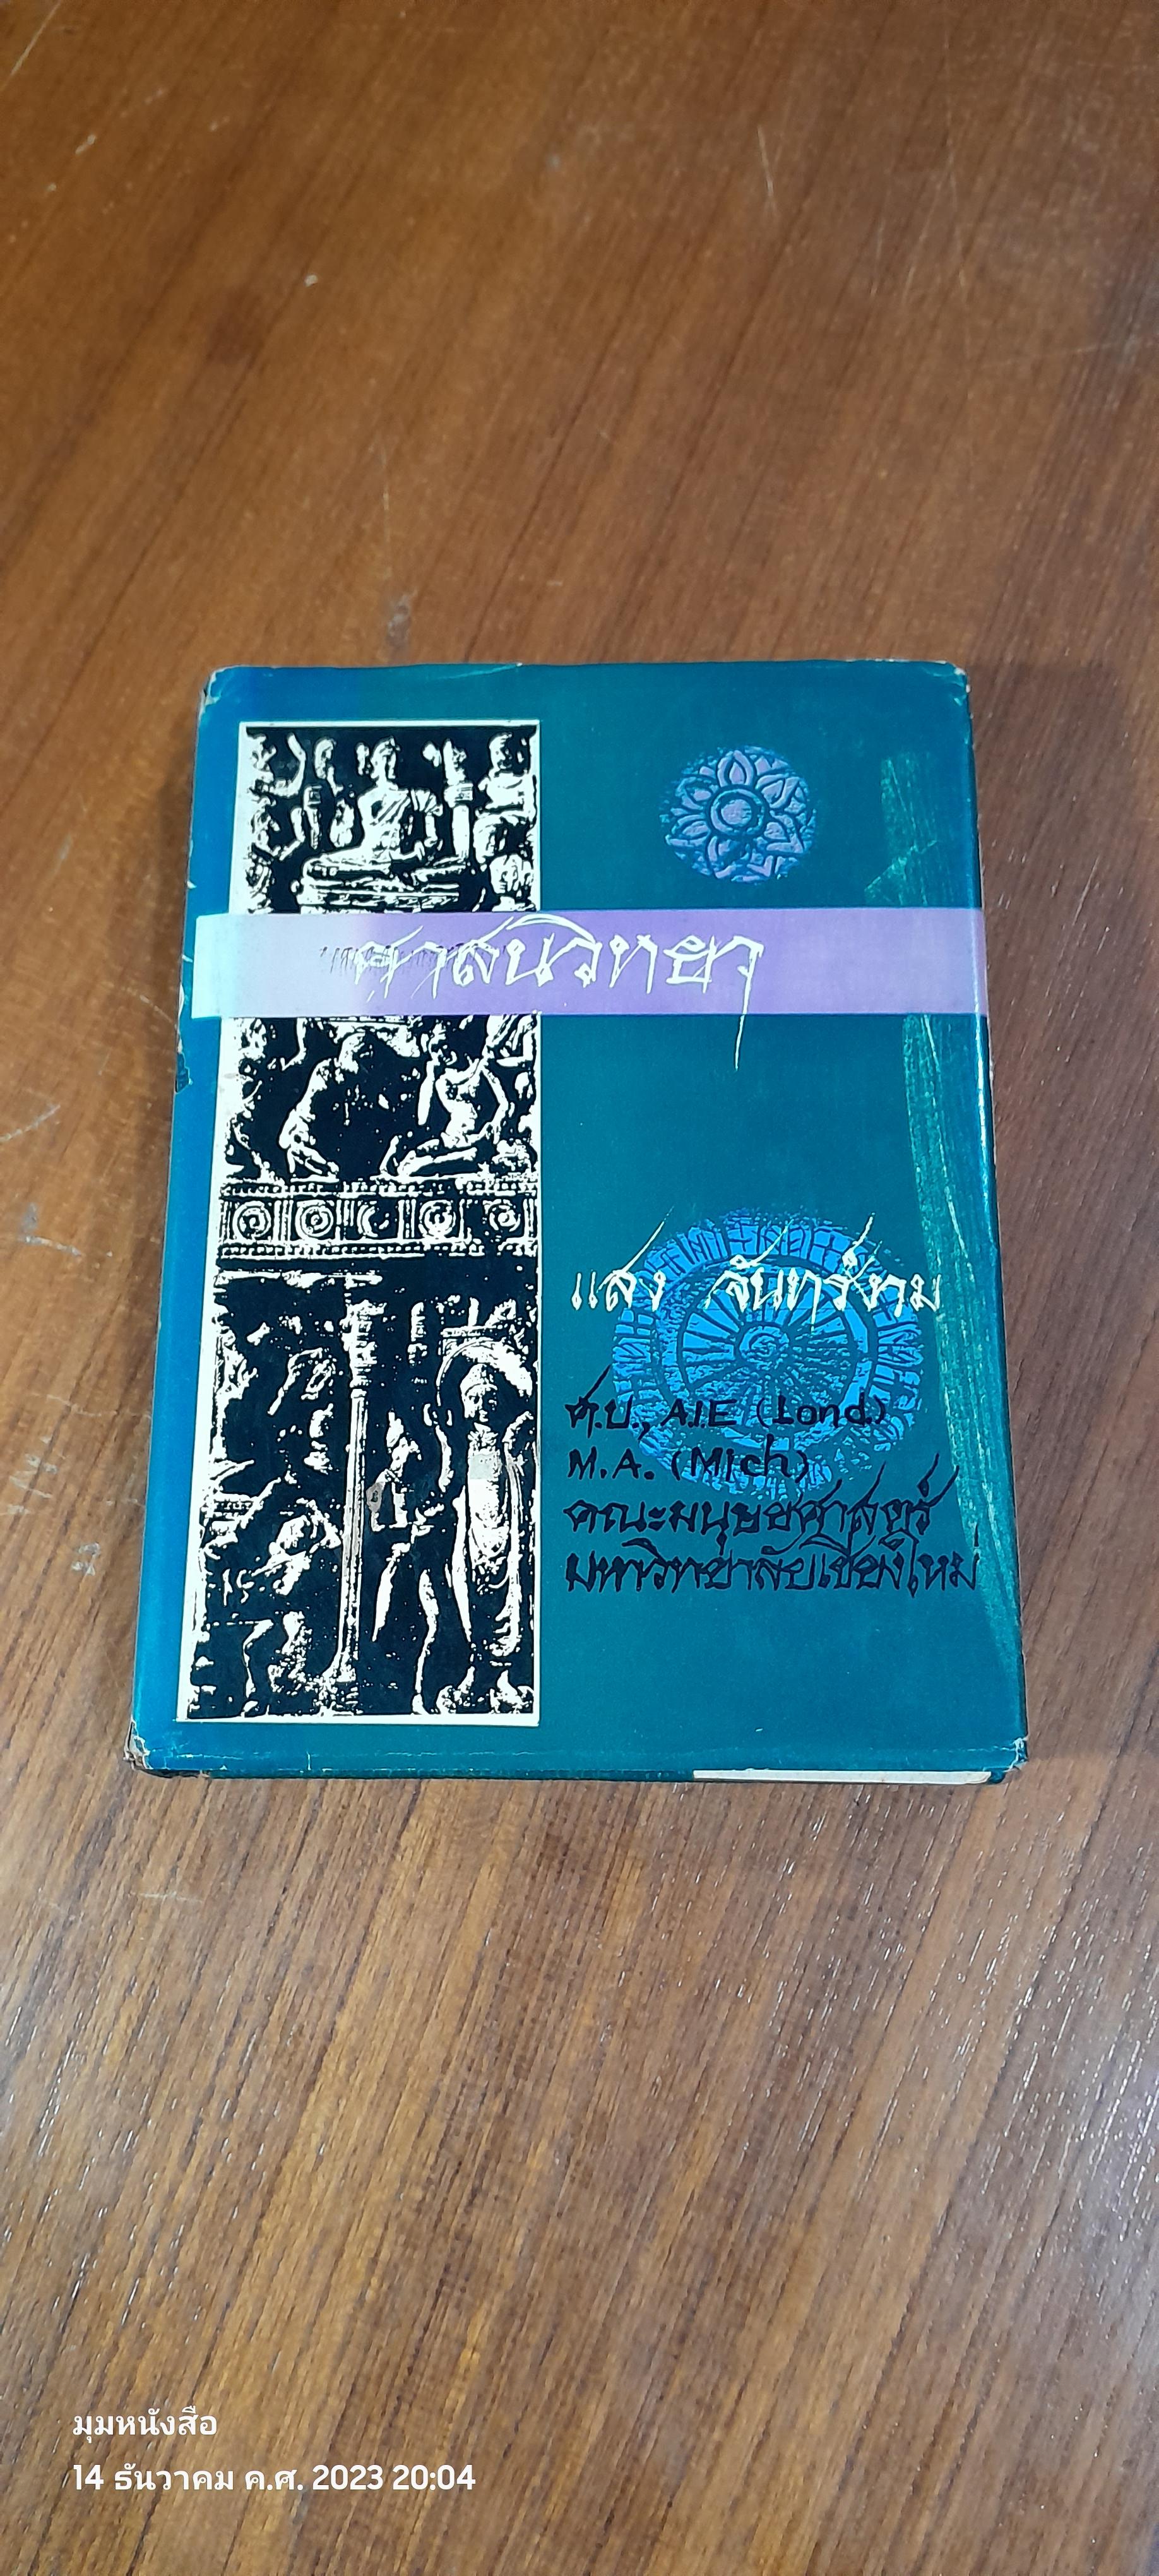 ศาสนวิทยา
แสง จันทร์งาม
ศ.บ., A.I.E (Lond.)
M.A. (Mich)
คณะมนุษยศาสตร์
มหาวิทยาลัยเชียงใหม่
มุมหนังสือ
14 ธันวาคม ค.ศ. 2023 20:04